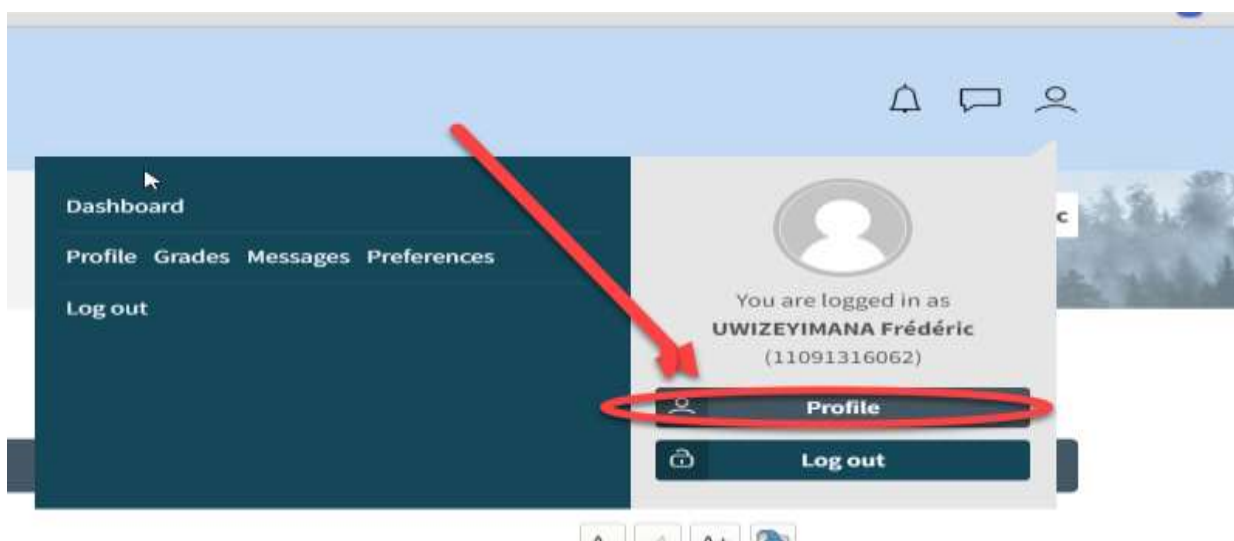 Dashboard
Profile Grades Messages Preferences
Log out
c
You are logged in as
UWIZEYIMANA Frédéric
(11091316062)
Profile
Log out